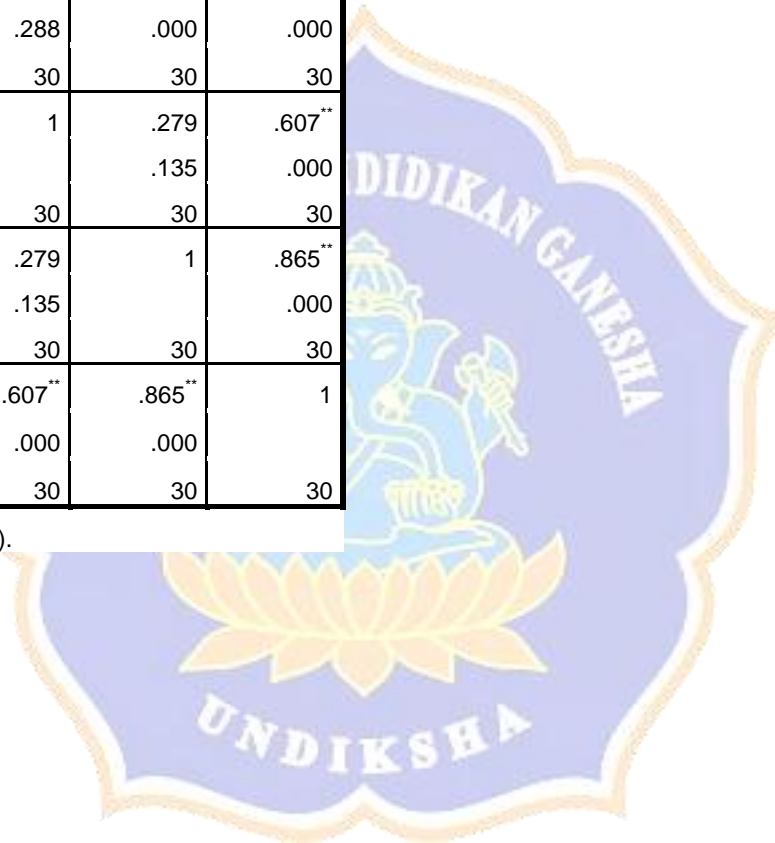 .288 .000 .000
30 30 30
1 .279 .607**
.135 .000
30 30 30
.279 1 .865**
.135 .000
30 30 30
.607** .865** 1
.000 .000
30 30 30
).
DIDIKAN GANESHA
UNDIKSHA